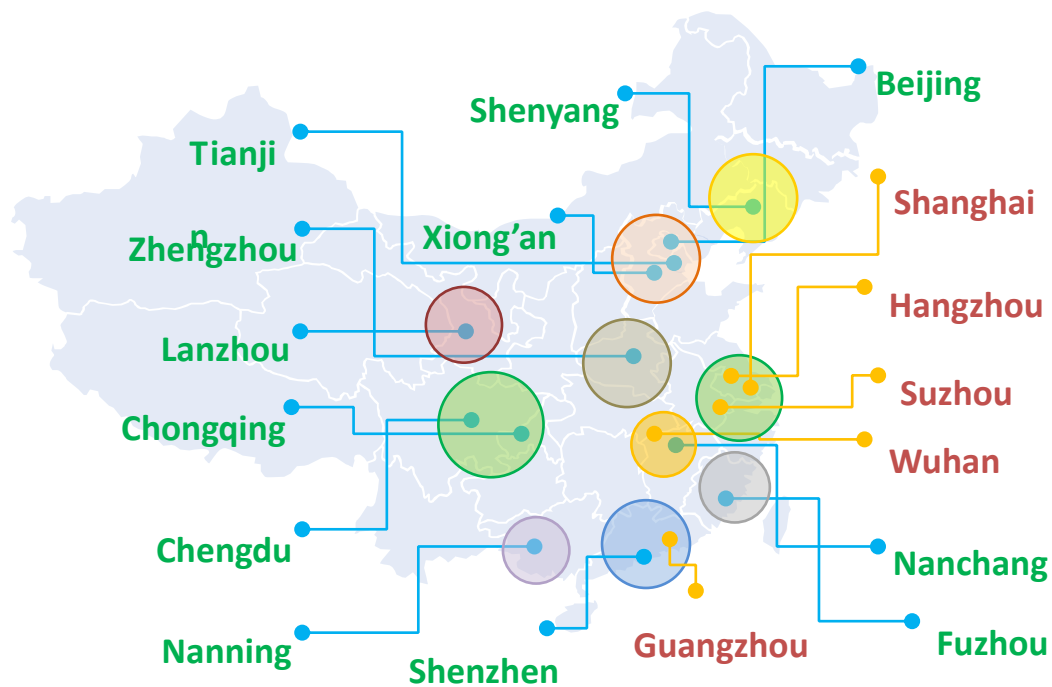 Beijing
Shenyang
Tianji
n
Shanghai
Xiong’an
Zhengzhou
Hangzhou
Lanzhou
Suzhou
Chongqing
Wuhan
Chengdu
Nanchang
Nanning
Guangzhou
Fuzhou
Shenzhen